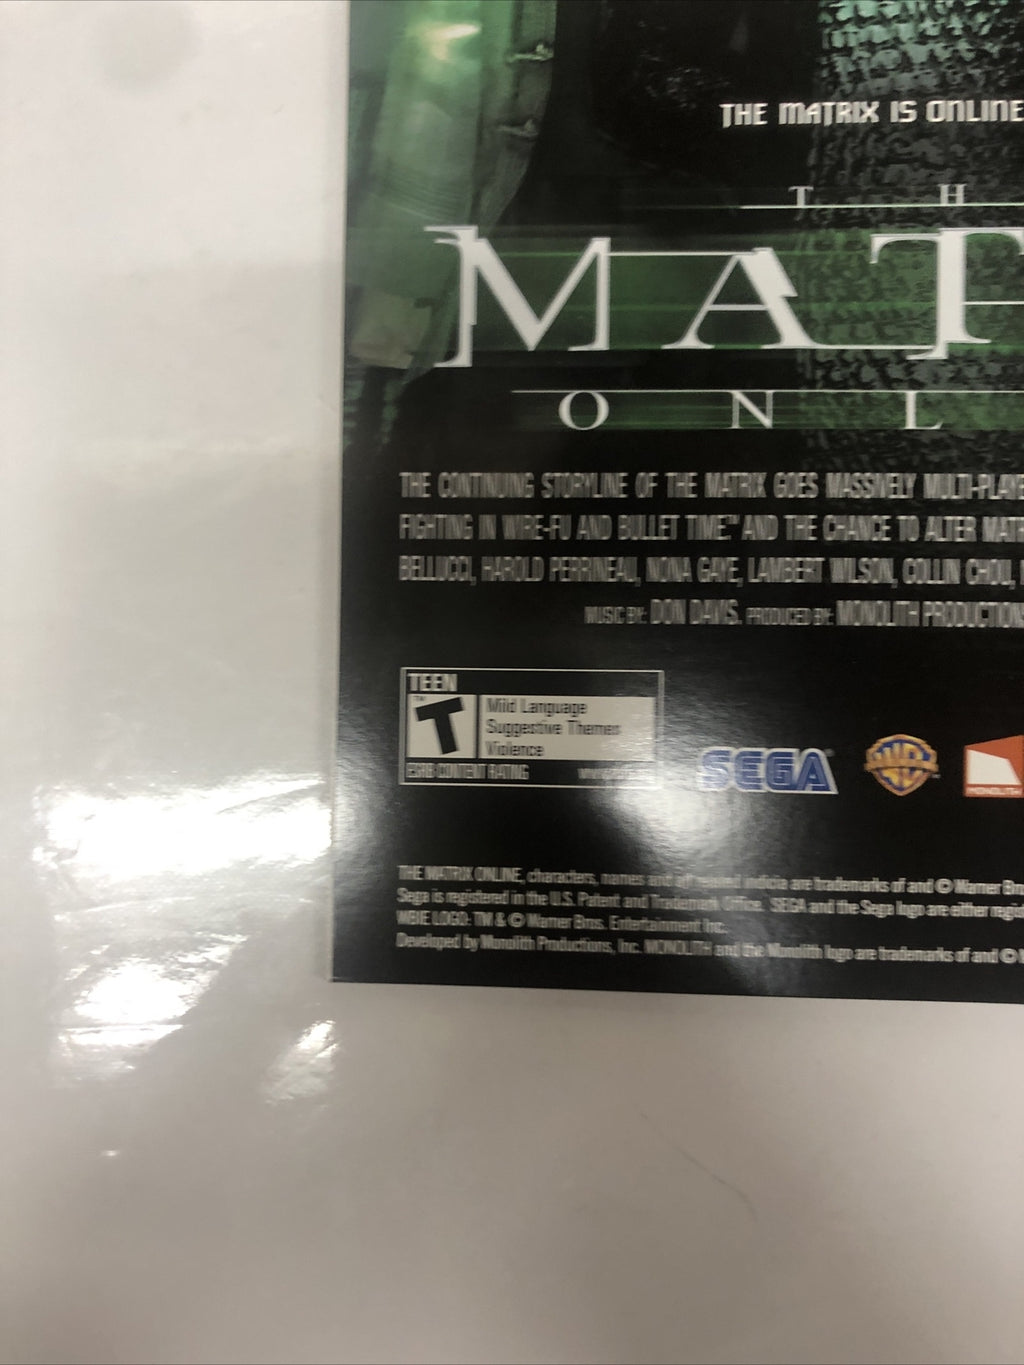 THE MATRIX IS ONLINE
T H
MAT
ONL
THE CONTINUING STORYLINE OF THE MATRIX GOES MASSIVELY MULTI-PLAYE
FIGHTING IN WIRE-FU AND BULLET TIME.™ AND THE CHANCE TO ALTER MATR
BELLUCCI, HAROLD PERRINEAU, NONA GAYE, LAMBERT WILSON, COLLIN CHOU,
MUSIC BY: DON DAVIS. PRODUCED BY: MONOLITH PRODUCTION
TEEN
T
Mild Language
Suggestive Themes
Violence
ESRB CONTENT RATING
SEGA
WB
MONOLITH
THE MATRIX ONLINE, characters, names and all related indicia are trademarks of and © Warner Bro
Sega is registered in the U.S. Patent and Trademark Office. SEGA and the Sega logo are either regis
WBIE LOGO: TM & © Warner Bros. Entertainment Inc.
Developed by Monolith Productions, Inc. MONOLITH and the Monolith logo are trademarks of and ©